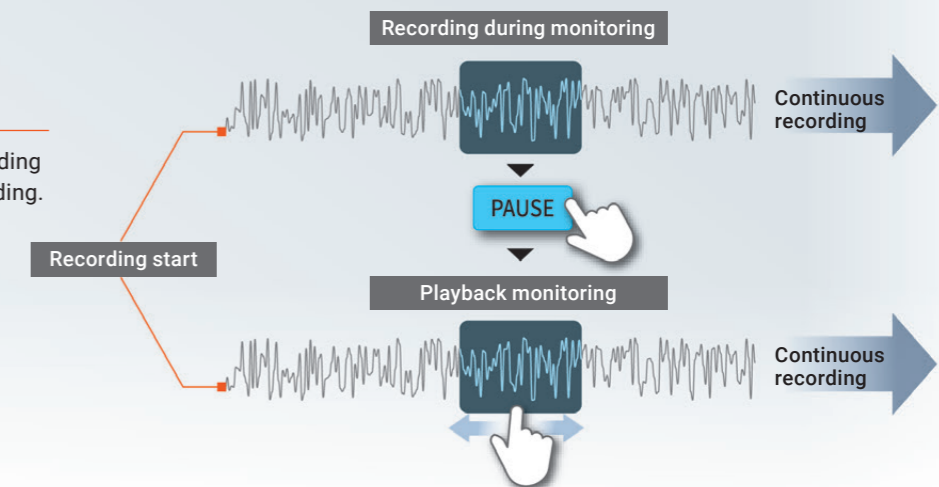 Recording during monitoring
Continuous
recording
ding
ding.
PAUSE
Recording start
Playback monitoring
Continuous
recording